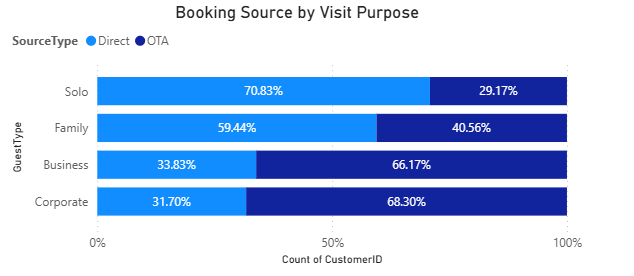 Booking Source by Visit Purpose
SourceType Direct OTA
Solo 70.83% 29.17%
Family 59.44% 40.56%
Business 33.83% 66.17%
Corporate 31.70% 68.30%
GuestType
0% 50% 100%
Count of CustomerID